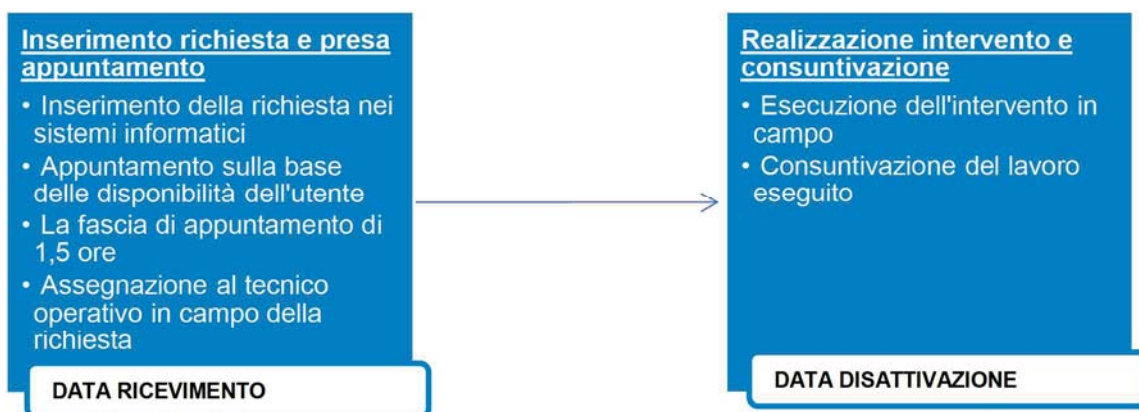 Inserimento richiesta e presa
appuntamento
• Inserimento della richiesta nei
sistemi informatici
• Appuntamento sulla base
delle disponibilità dell'utente
• La fascia di appuntamento di
1,5 ore
• Assegnazione al tecnico
operativo in campo della
richiesta
DATA RICEVIMENTO
Realizzazione intervento e
consuntivazione
• Esecuzione dell'intervento in
campo
• Consuntivazione del lavoro
eseguito
DATA DISATTIVAZIONE